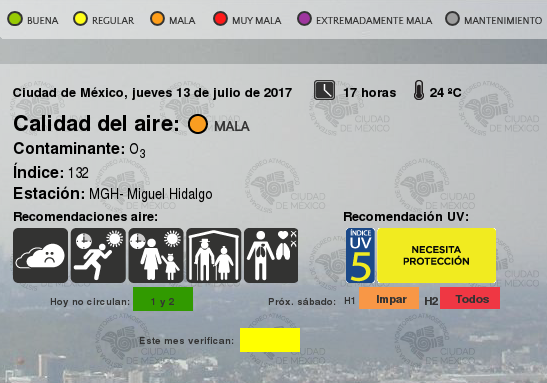 BUENA REGULAR MALA MUY MALA EXTREMADAMENTE MALA MANTENIMIENTO
Ciudad de México, jueves 13 de julio de 2017 17 horas 24 ºC
Calidad del aire: MALA
Contaminante: O3
Índice: 132
Estación: MGH- Miguel Hidalgo
Recomendaciones aire: Recomendación UV:
ÍNDICE
UV
5
NECESITA
PROTECCIÓN
Hoy no circulan: 1 y 2 Próx. sábado: H1 Impar H2 Todos
Este mes verifican: